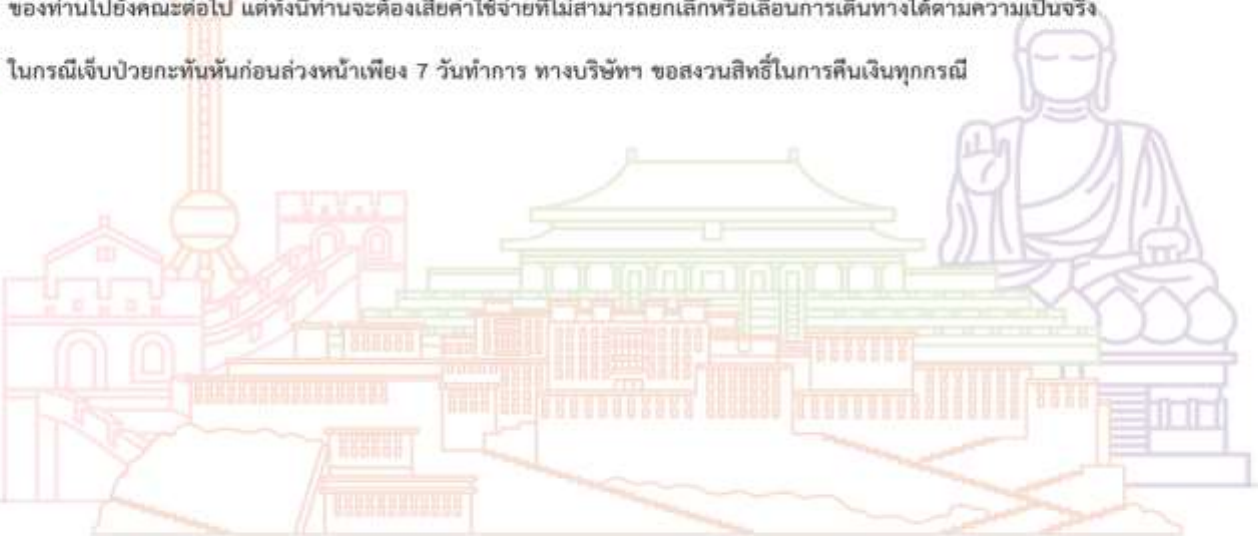 ของท่านไปยังคณะต่อไป แต่ทั้งนี้ท่านจะต้องเสียค่าใช้จ่ายที่ไม่สามารถยกเลิกหรือเลื่อนการเดินทางได้ตามความเป็นจริง
ในกรณีเจ็บป่วยกะทันหันก่อนล่วงหน้าเพียง 7 วันทำการ ทางบริษัทฯ ขอสงวนสิทธิ์ในการคืนเงินทุกกรณี